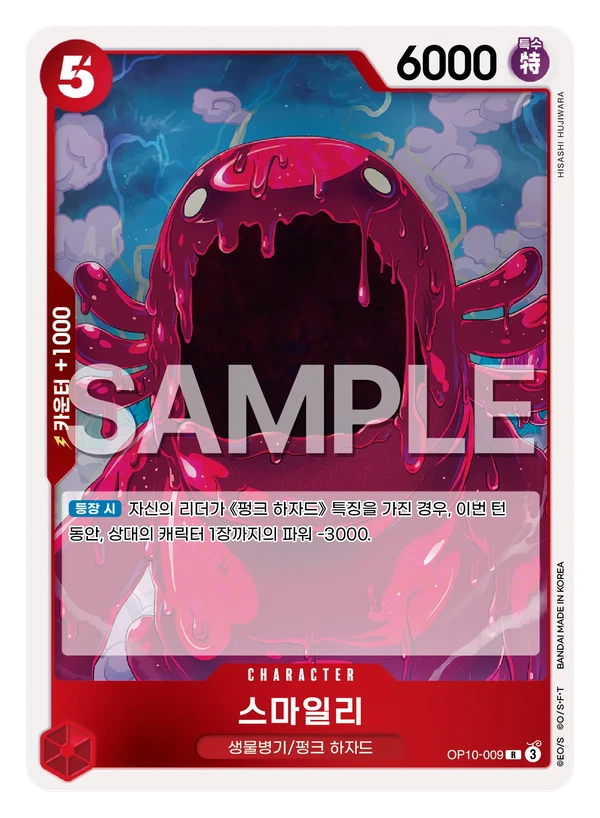 5
6000
특수
特
HISASHI HUJIWARA
카운터 +1000
SAMPLE
등장 시 자신의 리더가 《펑크 하자드》 특징을 가진 경우, 이번 턴
동안, 상대의 캐릭터 1장까지의 파워 -3000.
CHARACTER
스마일리
생물병기/펑크 하자드
OP10-009 R 3
©EO/S ©O/S·F·T BANDAI MADE IN KOREA